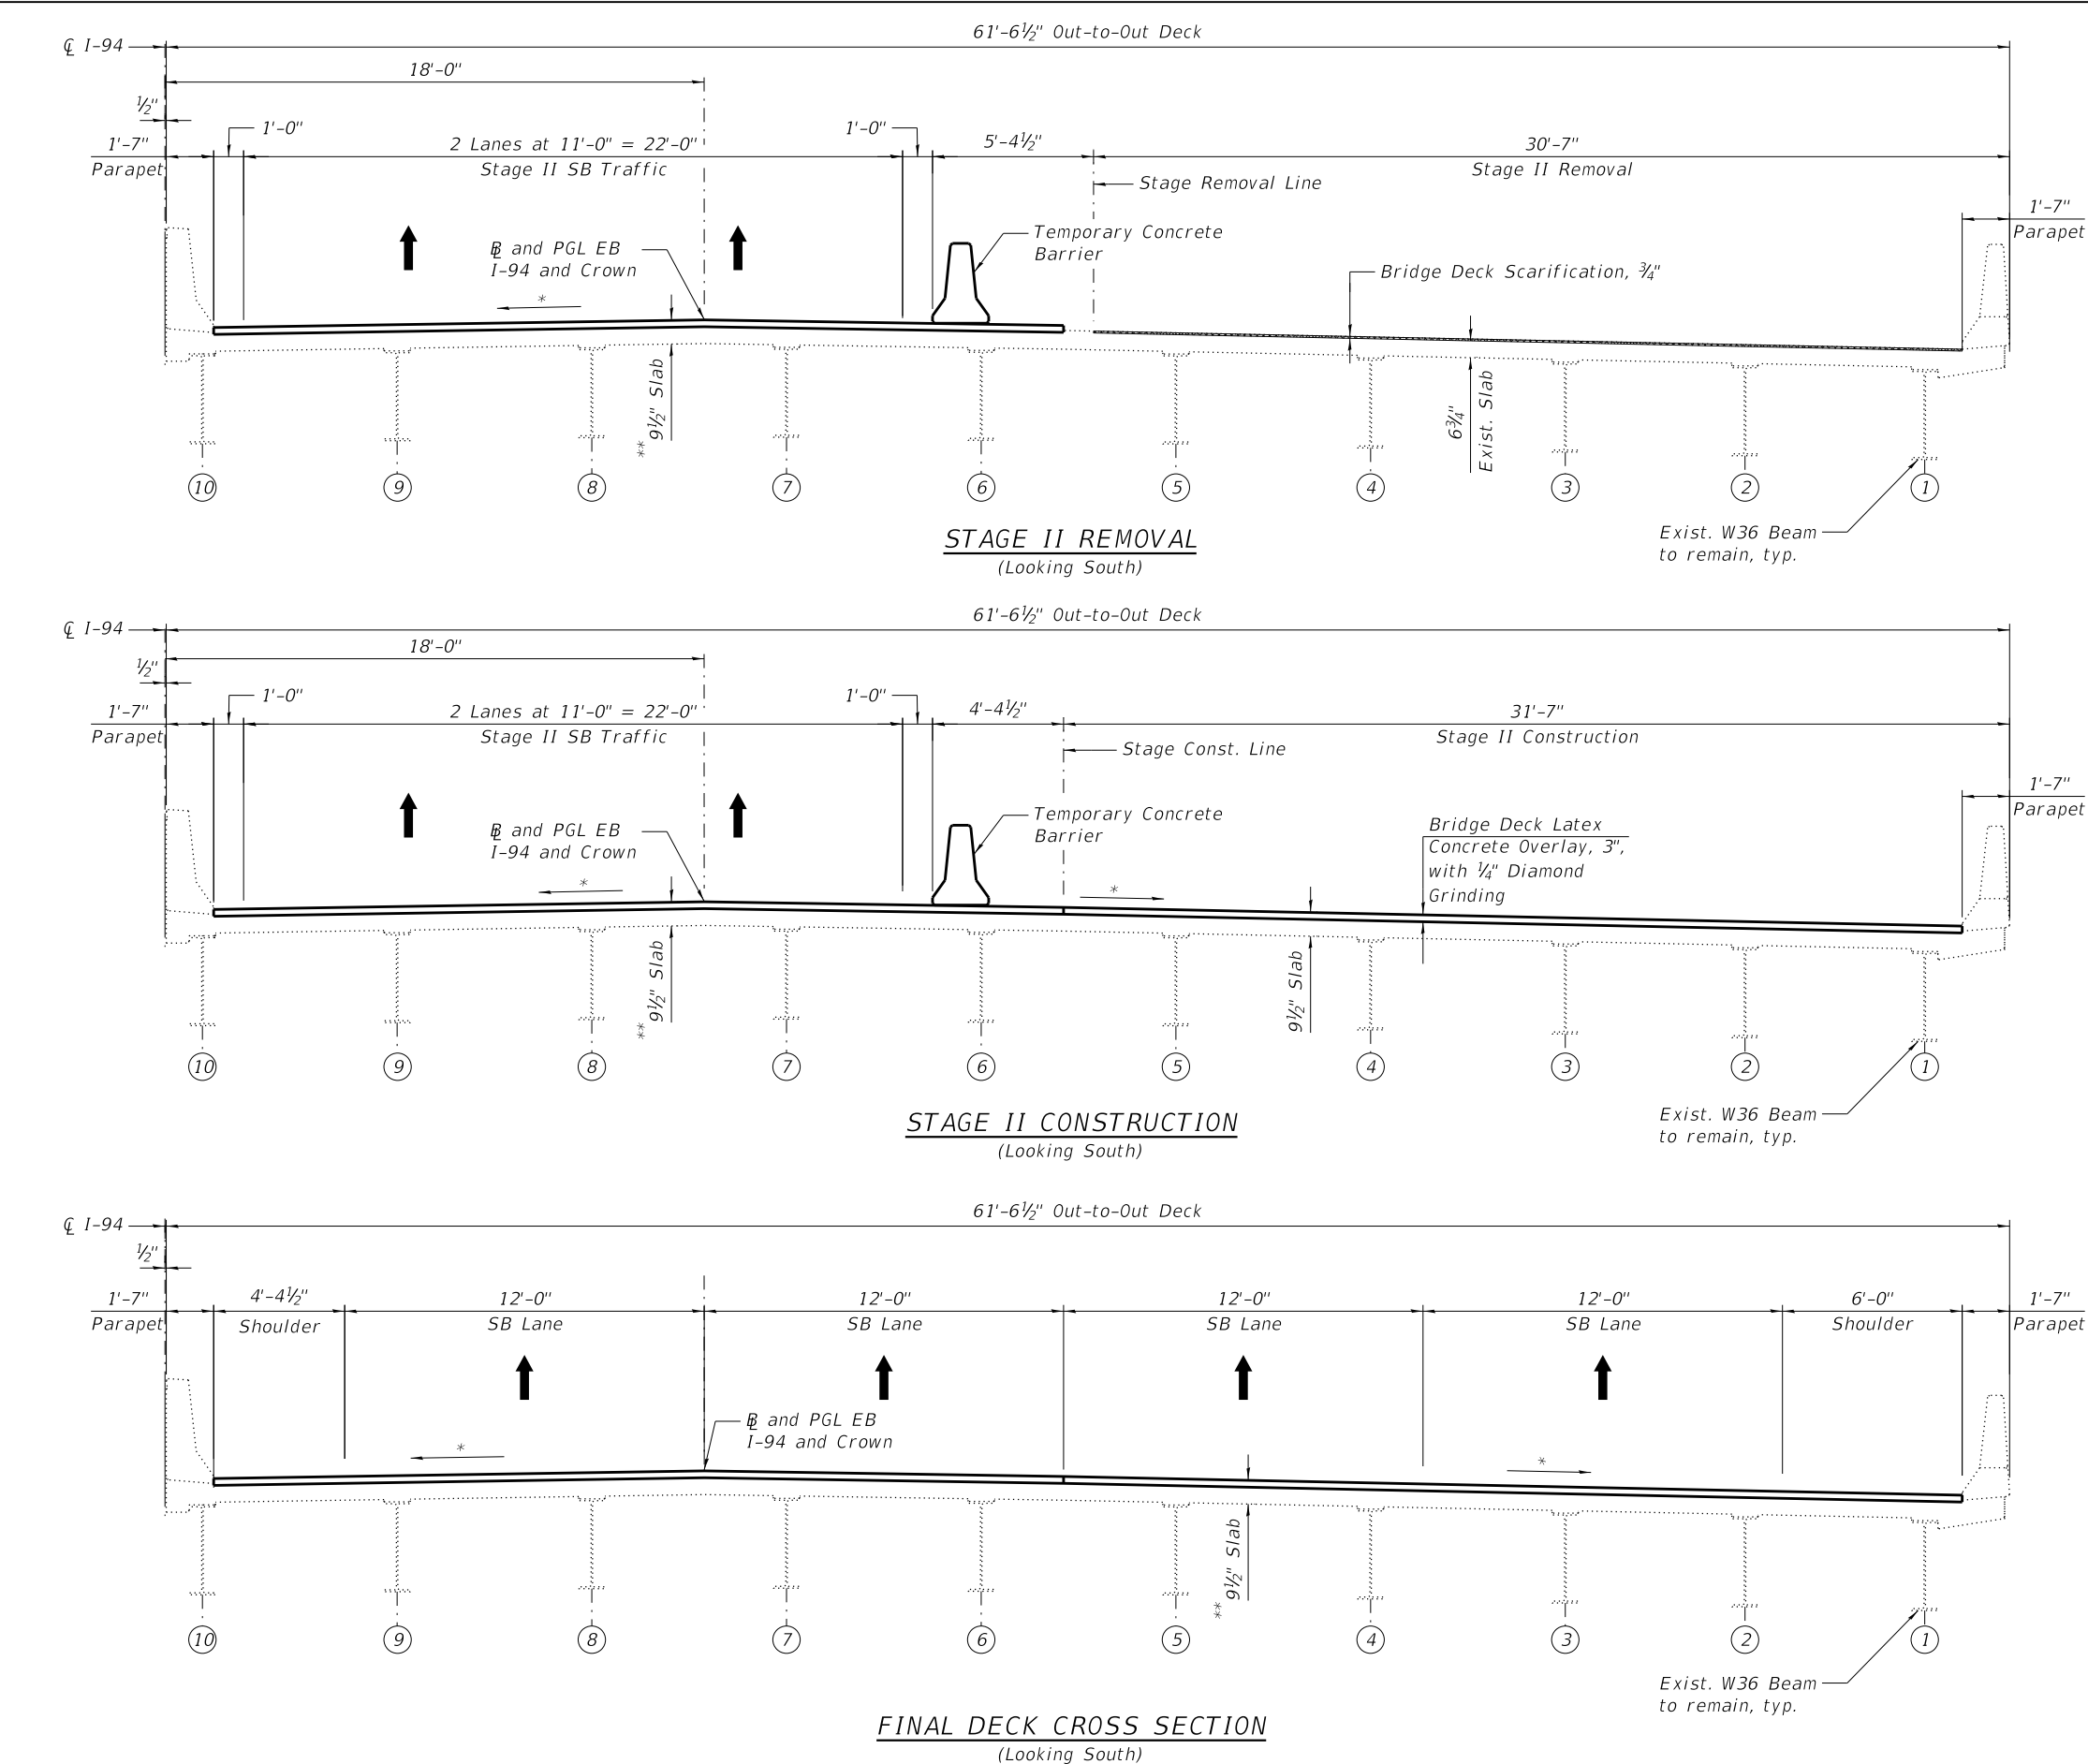 61'-6½" Out-to-Out Deck
℄ I-94
18'-0"
½"
1'-0"
1'-0"
1'-7"
Parapet
2 Lanes at 11'-0" = 22'-0"
Stage II SB Traffic
5'-4½"
30'-7"
Stage II Removal
Stage Removal Line
1'-7"
Parapet
Temporary Concrete
Barrier
B̲L and PGL EB
I-94 and Crown
Bridge Deck Scarification, ¾"
*
** 9½" Slab
6¾"
Exist. Slab
10 9 8 7 6 5 4 3 2 1
Exist. W36 Beam
to remain, typ.
STAGE II REMOVAL
(Looking South)
61'-6½" Out-to-Out Deck
℄ I-94
18'-0"
½"
1'-0"
1'-0"
1'-7"
Parapet
2 Lanes at 11'-0" = 22'-0"
Stage II SB Traffic
4'-4½"
31'-7"
Stage II Construction
Stage Const. Line
1'-7"
Parapet
Temporary Concrete
Barrier
BL and PGL EB
I-94 and Crown
Bridge Deck Latex
Concrete Overlay, 3",
with ¼" Diamond
Grinding
*
*
** 9½" Slab
9½" Slab
10 9 8 7 6 5 4 3 2 1
Exist. W36 Beam
to remain, typ.
STAGE II CONSTRUCTION
(Looking South)
61'-6½" Out-to-Out Deck
℄ I-94
½"
1'-7"
Parapet
4'-4½"
Shoulder
12'-0"
SB Lane
12'-0"
SB Lane
12'-0"
SB Lane
12'-0"
SB Lane
6'-0"
Shoulder
1'-7"
Parapet
BL and PGL EB
I-94 and Crown
*
*
** 9½" Slab
10 9 8 7 6 5 4 3 2 1
Exist. W36 Beam
to remain, typ.
FINAL DECK CROSS SECTION
(Looking South)